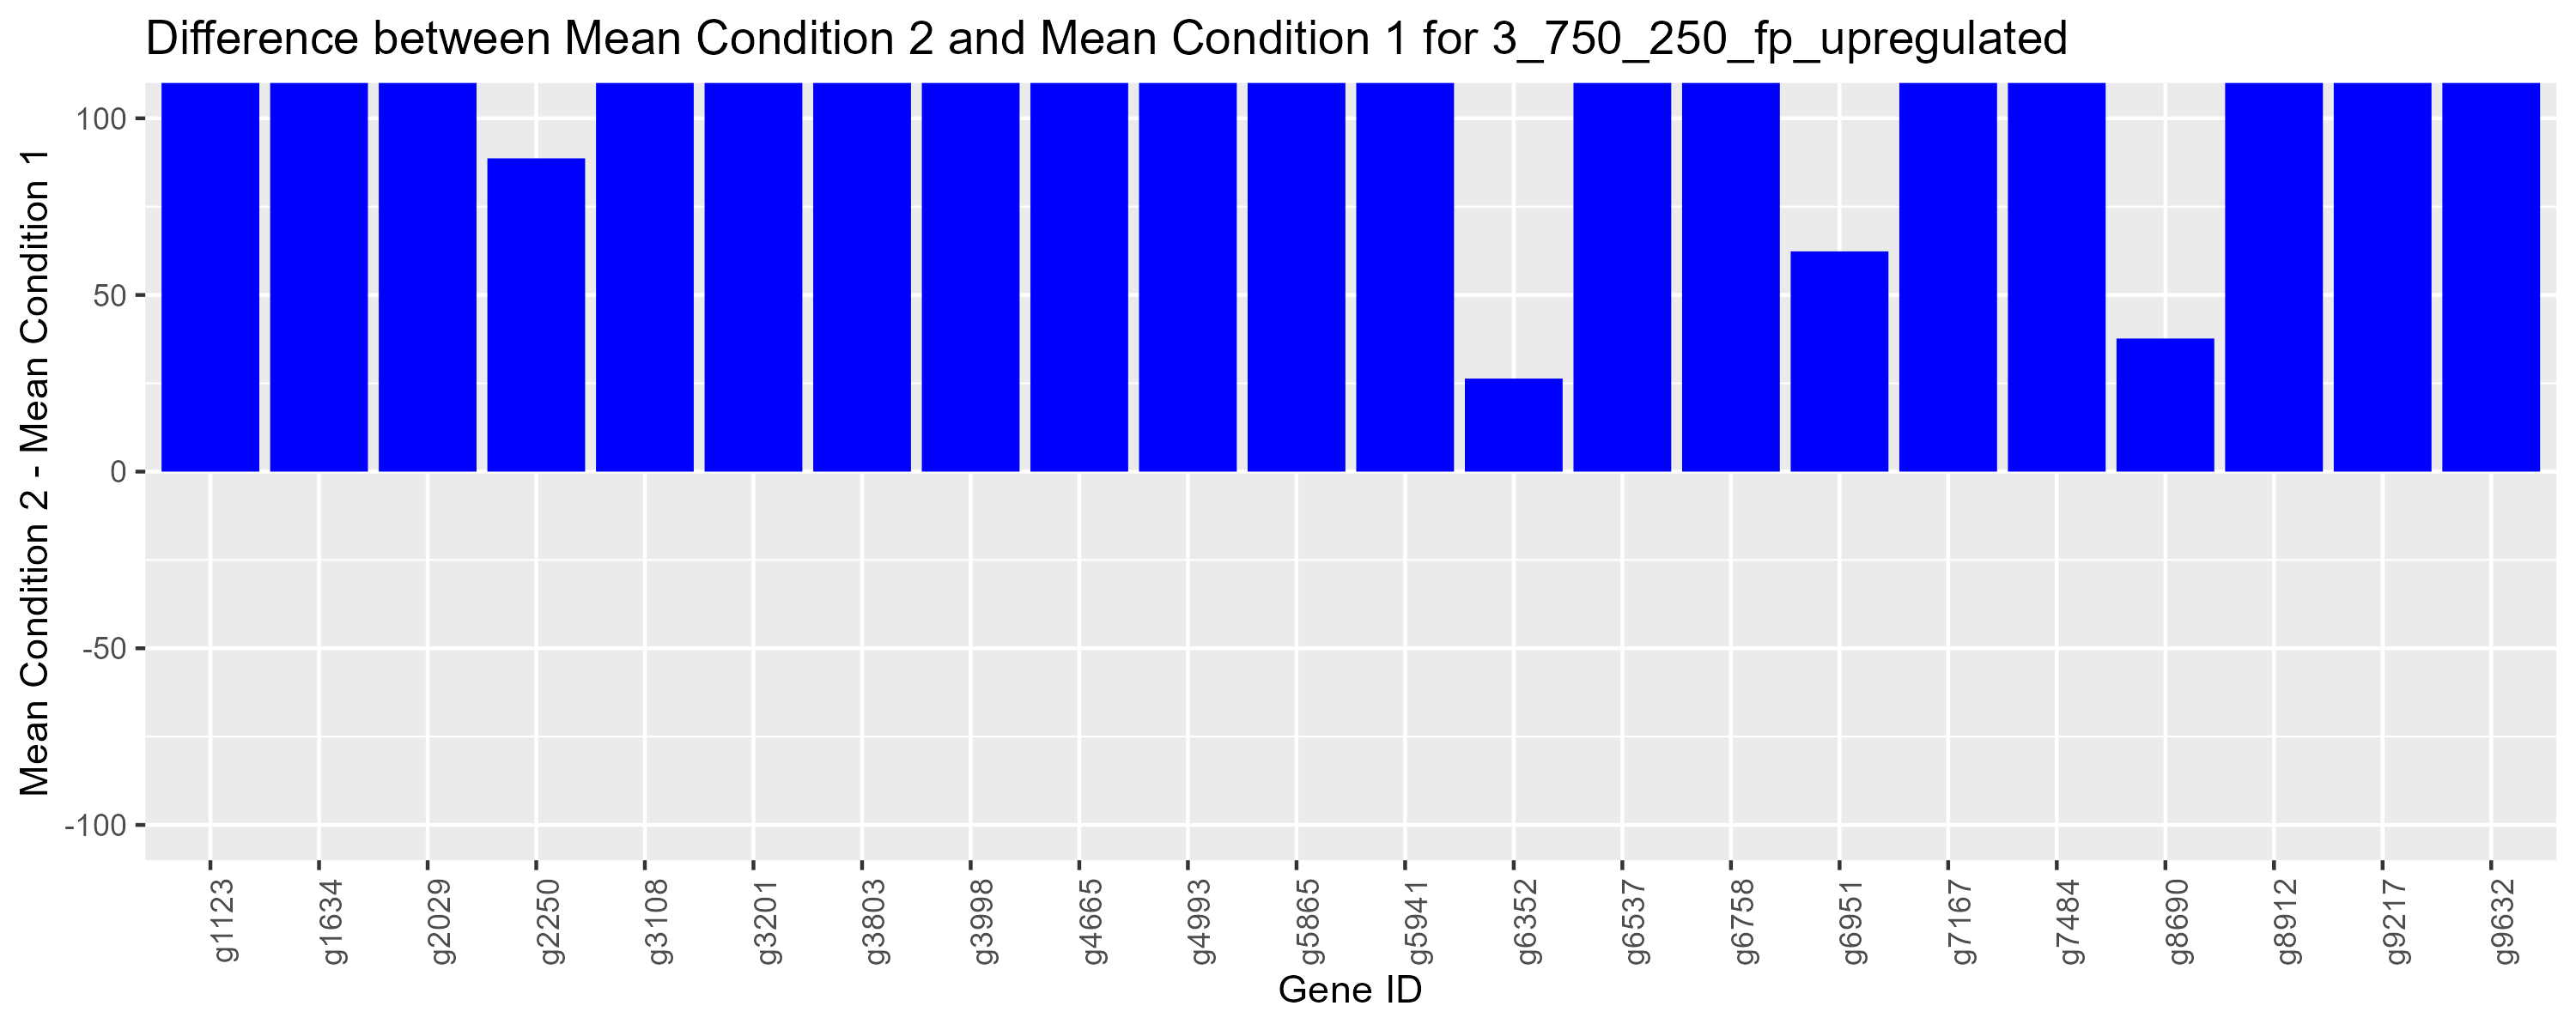 Difference between Mean Condition 2 and Mean Condition 1 for 3_750_250_fp_upregulated
Mean Condition 2 - Mean Condition 1
100
50
0
-50
-100
g1123
g1634
g2029
g2250
g3108
g3201
g3803
g3998
g4665
g4993
g5865
g5941
g6352
g6537
g6758
g6951
g7167
g7484
g8690
g8912
g9217
g9632
Gene ID